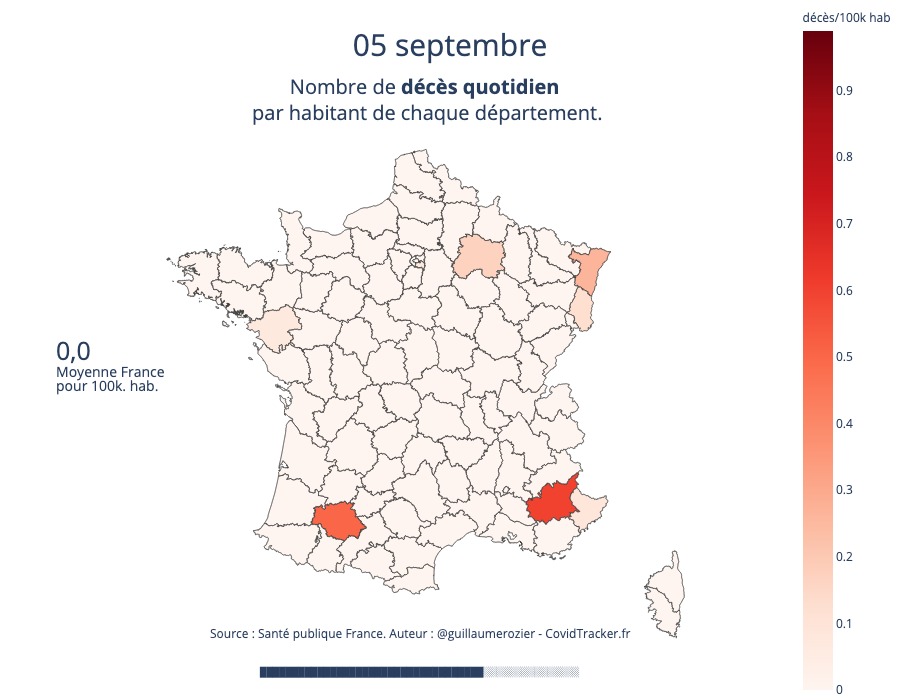 décès/100k hab
05 septembre
Nombre de décès quotidien
par habitant de chaque département.
0.9
0.8
0.7
0.6
0.5
0.4
0.3
0.2
0.1
0
0,0
Moyenne France
pour 100k. hab.
Source : Santé publique France. Auteur : @guillaumerozier - CovidTracker.fr